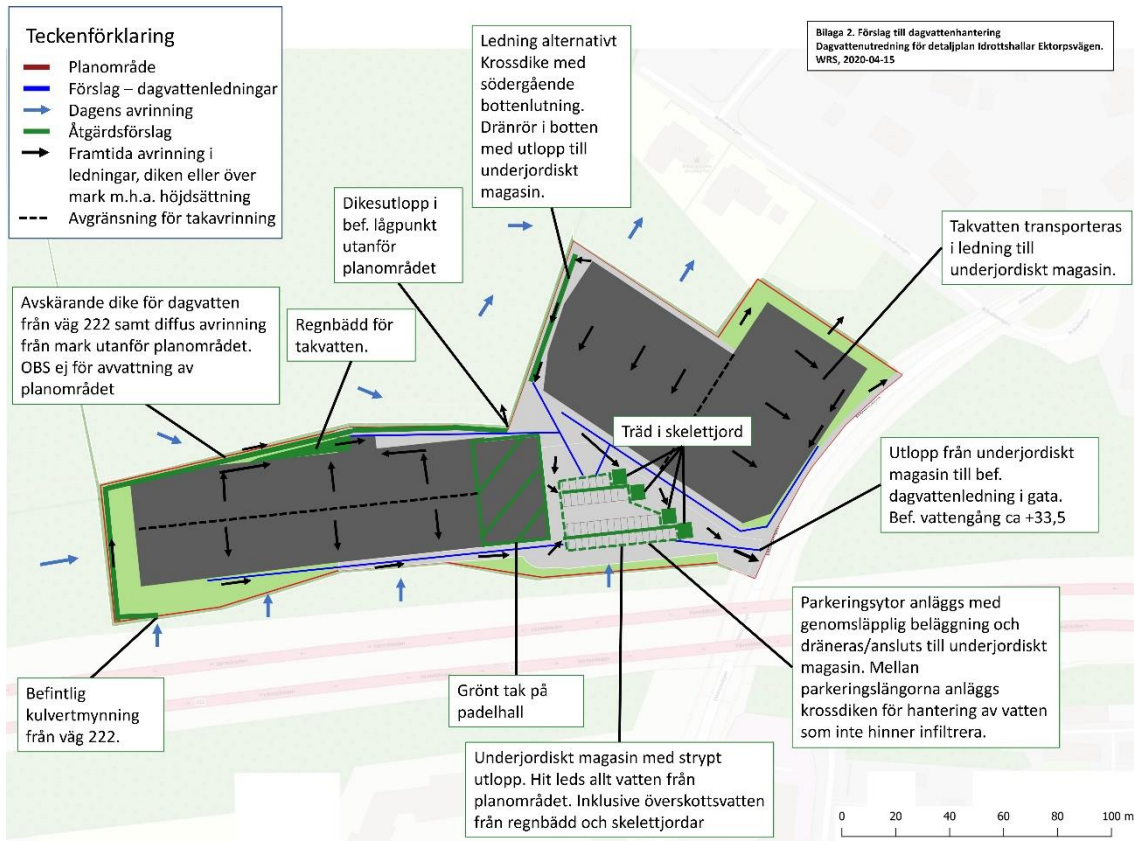 Teckenförklaring
Planområde
Förslag – dagvattenledningar
Dagens avrinning
Åtgärdsförslag
Framtida avrinning i
ledningar, diken eller över
mark m.h.a. höjdsättning
Avgränsning för takavrinning
Bilaga 2. Förslag till dagvattenhantering
Dagvattenutredning för detaljplan Idrottshallar Ektorpsvägen.
WRS, 2020-04-15
Ledning alternativt
Krossdike med
södergående
bottenlutning.
Dränrör i botten
med utlopp till
underjordiskt
magasin.
Dikesutlopp i
bef. lågpunkt
utanför
planområdet
Takvatten transporteras
i ledning till
underjordiskt magasin.
Avskärande dike för dagvatten
från väg 222 samt diffus avrinning
från mark utanför planområdet.
OBS ej för avvattning av
planområdet
Regnbädd för
takvatten.
Träd i skelettjord
Utlopp från underjordiskt
magasin till bef.
dagvattenledning i gata.
Bef. vattengång ca +33,5
Parkeringsytor anläggs med
genomsläpplig beläggning och
dräneras/ansluts till underjordiskt
magasin. Mellan
parkeringslängorna anläggs
krossdiken för hantering av vatten
som inte hinner infiltrera.
Befintlig
kulvertmynning
från väg 222.
Grönt tak på
padelhall
Underjordiskt magasin med strypt
utlopp. Hit leds allt vatten från
planområdet. Inklusive överskottsvatten
från regnbädd och skelettjordar
0 20 40 60 80 100 m